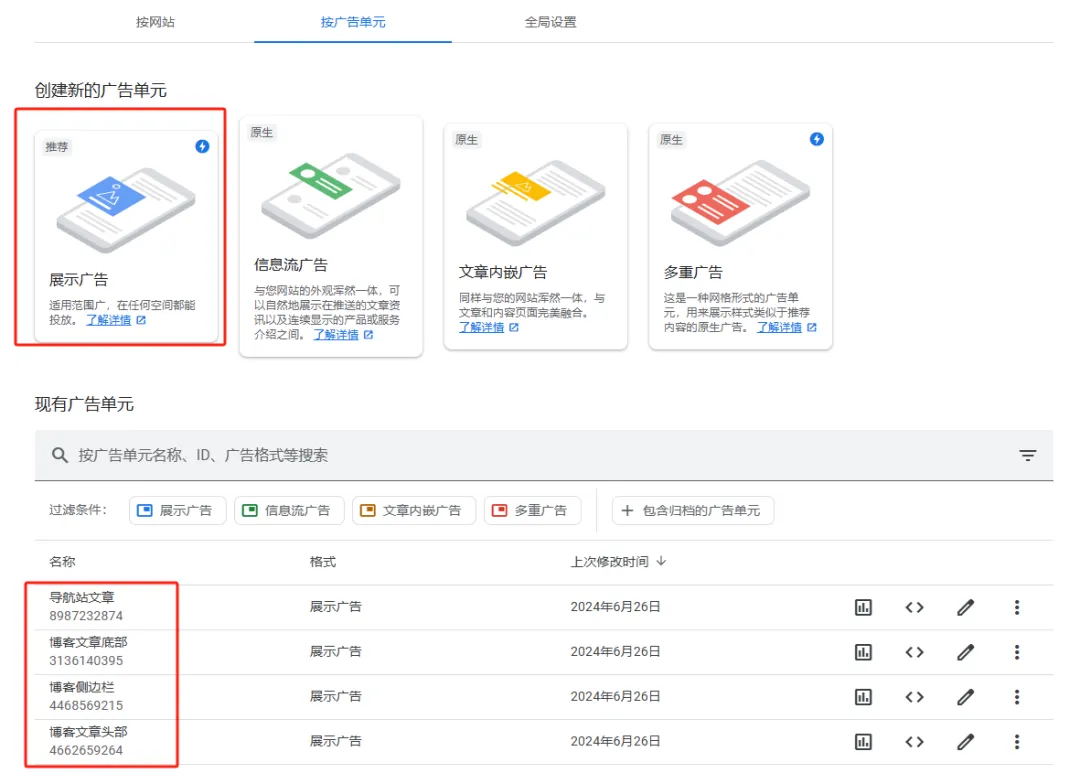 按网站
按广告单元
全局设置
创建新的广告单元
推荐
展示广告
适用范围广，在任何空间都能
投放。 了解详情
原生
信息流广告
与您网站的外观浑然一体，可
以自然地展示在推送的文章资
讯以及连续显示的产品或服务
介绍之间。 了解详情
原生
文章内嵌广告
同样与您的网站浑然一体，与
文章和内容页面完美融合。
了解详情
原生
多重广告
这是一种网格形式的广告单
元，用来展示样式类似于推荐
内容的原生广告。 了解详情
现有广告单元
按广告单元名称、ID、广告格式等搜索
过滤条件：
展示广告
信息流广告
文章内嵌广告
多重广告
包含归档的广告单元
名称
格式
上次修改时间
导航站文章
8987232874
展示广告
2024年6月26日
博客文章底部
3136140395
展示广告
2024年6月26日
博客侧边栏
4468569215
展示广告
2024年6月26日
博客文章头部
4662659264
展示广告
2024年6月26日